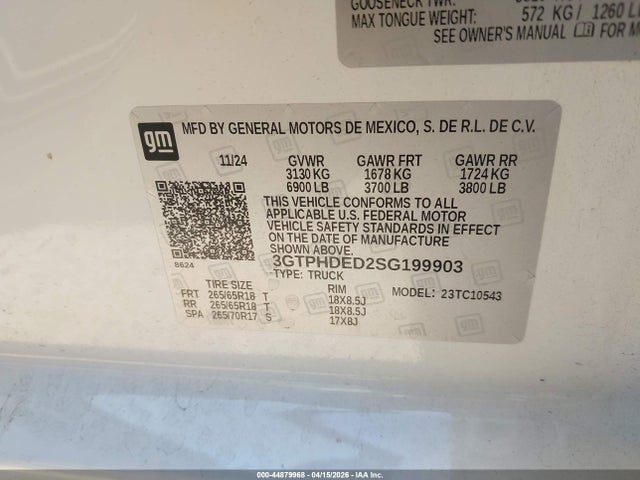 GOOSENECK TWR:
MAX TONGUE WEIGHT: 572 KG/ 1260 LB
SEE OWNER'S MANUAL FOR
gm
MFD BY GENERAL MOTORS DE MEXICO, S. DE R.L. DE C.V.
11/24 GVWR GAWR FRT GAWR RR
3130 KG 1678 KG 1724 KG
6900 LB 3700 LB 3800 LB
THIS VEHICLE CONFORMS TO ALL
APPLICABLE U.S. FEDERAL MOTOR
VEHICLE SAFETY STANDARDS IN EFFECT
ON THE DATE OF MANUFACTURE
SHOWN ABOVE.
8624
3GTPHDED2SG199903
TYPE: TRUCK
TIRE SIZE RIM MODEL: 23TC10543
FRT 265/65R18 T 18X8.5J
RR 265/65R18 T 18X8.5J
SPA 265/70R17 S 17X8J
000-44879968 - 04/15/2026 - IAA Inc.